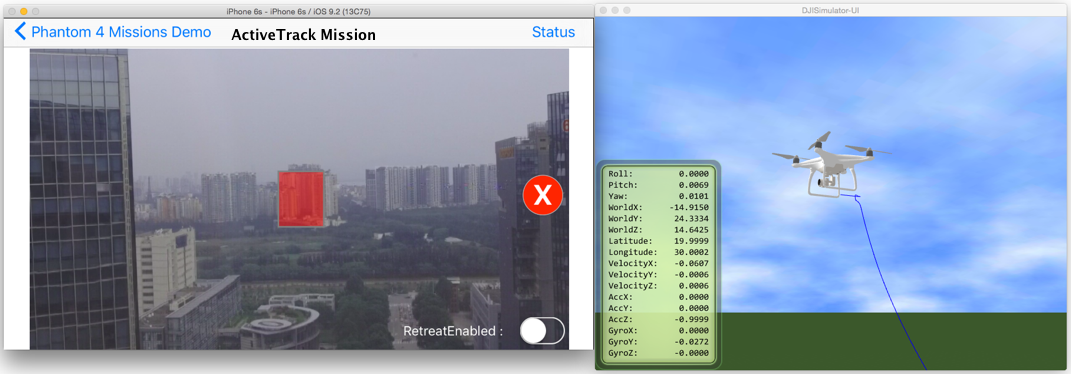 iPhone 6s - iPhone 6s / iOS 9.2 (13C75)
Phantom 4 Missions Demo
ActiveTrack Mission
Status
X
RetreatEnabled :
DJISimulator-UI
Roll: 0.0000
Pitch: 0.0069
Yaw: 0.0101
WorldX: -14.9150
WorldY: 24.3334
WorldZ: 14.6425
Latitude: 19.9999
Longitude: 30.0002
VelocityX: -0.0607
VelocityY: -0.0006
VelocityZ: 0.0006
AccX: 0.0000
AccY: 0.0000
AccZ: -0.9999
GyroX: 0.0000
GyroY: -0.0272
GyroZ: -0.0000